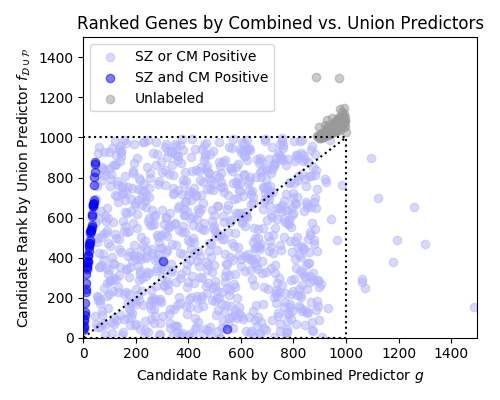 Ranked Genes by Combined vs. Union Predictors
Candidate Rank by Union Predictor f_{D∪P}
1400
1200
1000
800
600
400
200
0
SZ or CM Positive
SZ and CM Positive
Unlabeled
0 200 400 600 800 1000 1200 1400
Candidate Rank by Combined Predictor g